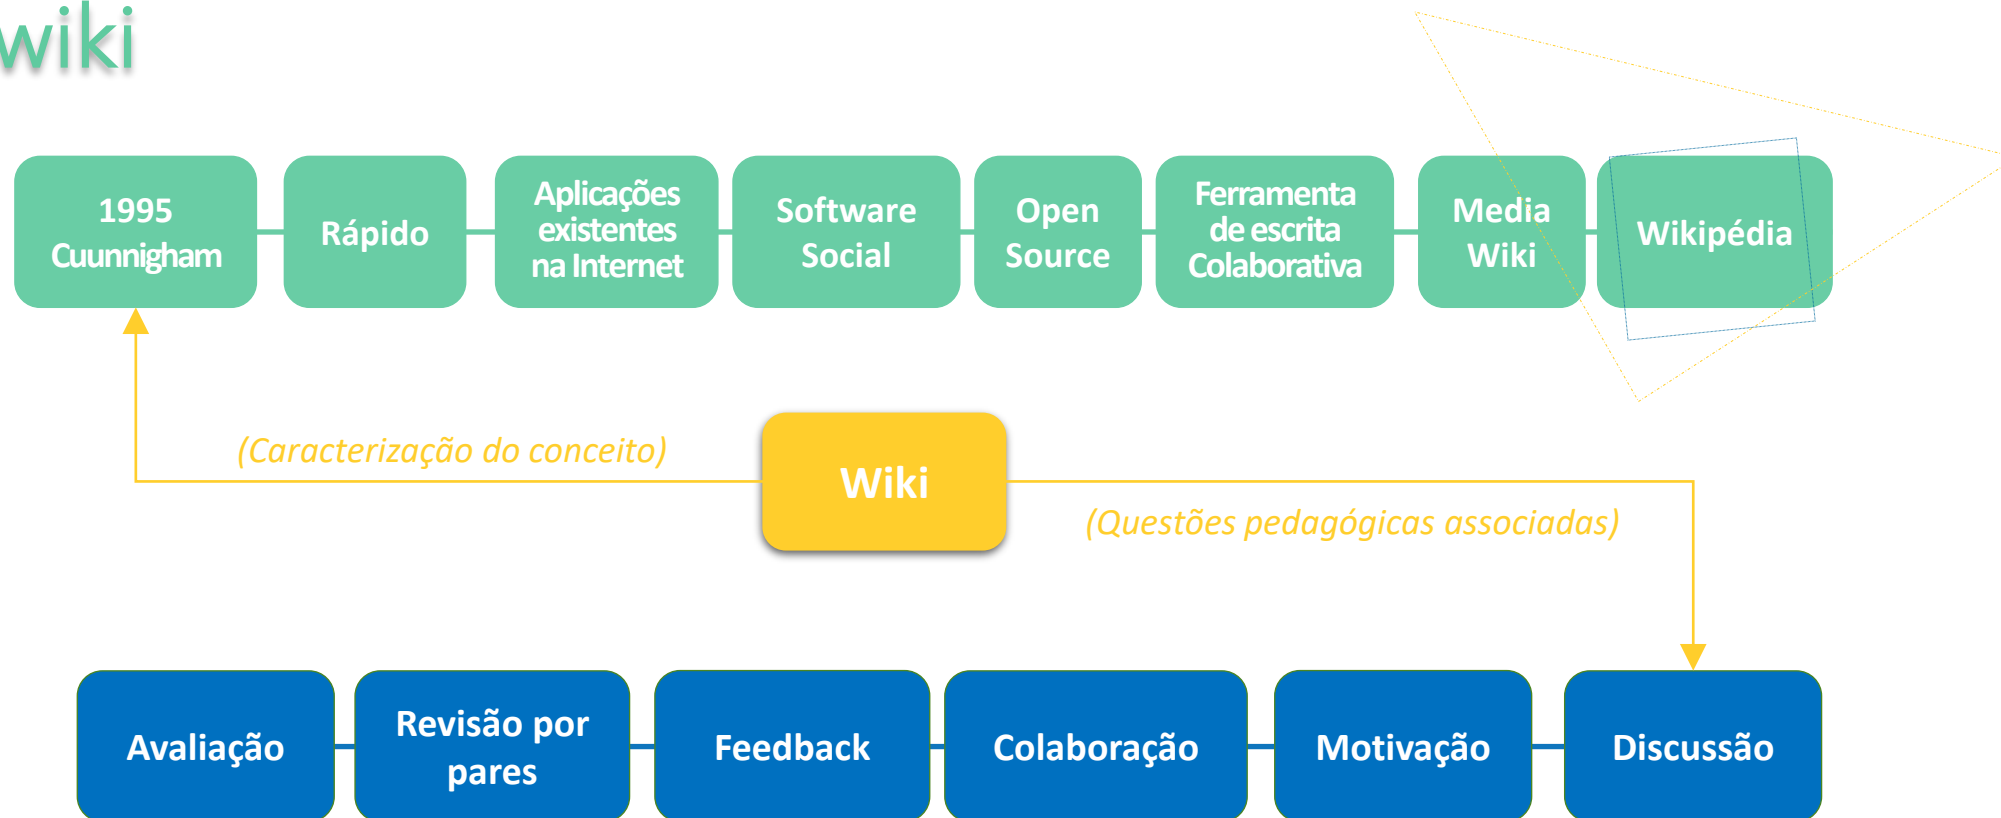 wiki
1995
Cuunnigham
Rápido
Aplicações
existentes
na Internet
Software
Social
Open
Source
Ferramenta
de escrita
Colaborativa
Media
Wiki
Wikipédia
(Caracterização do conceito)
Wiki
(Questões pedagógicas associadas)
Avaliação
Revisão por
pares
Feedback
Colaboração
Motivação
Discussão